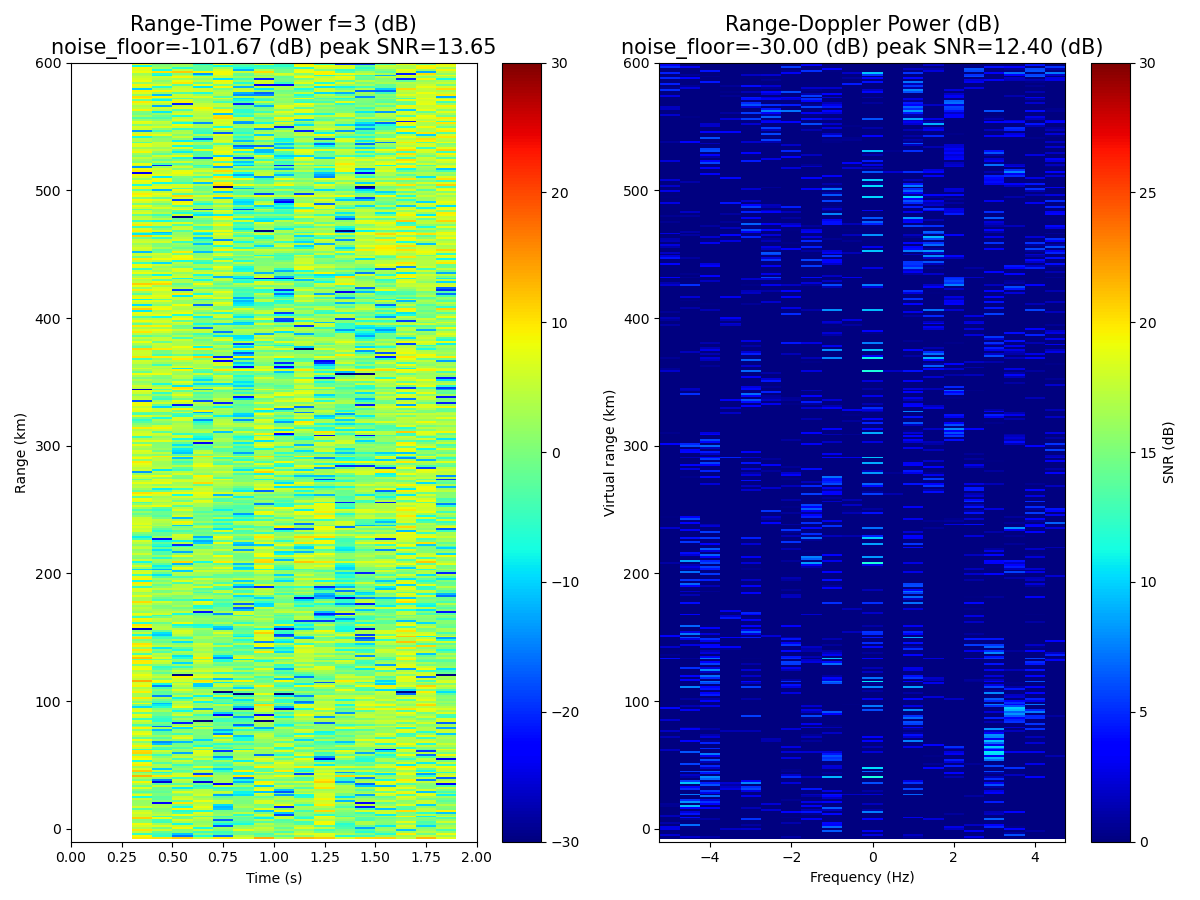 Range-Time Power f=3 (dB)
noise_floor=-101.67 (dB) peak SNR=13.65
Range (km)
600
500
400
300
200
100
0
0.00 0.25 0.50 0.75 1.00 1.25 1.50 1.75 2.00
Time (s)
30
20
10
0
−10
−20
−30
Range-Doppler Power (dB)
noise_floor=-30.00 (dB) peak SNR=12.40 (dB)
Virtual range (km)
600
500
400
300
200
100
0
−4 −2 0 2 4
Frequency (Hz)
30
25
20
15
10
5
0
SNR (dB)